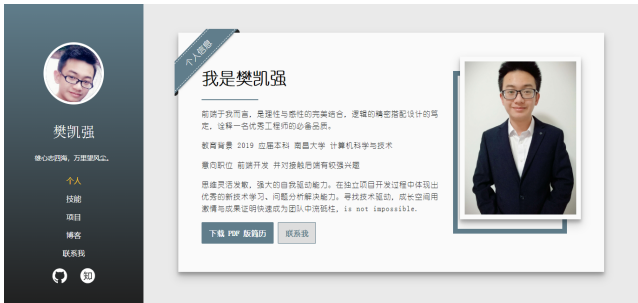 樊凯强
雄心志四海，万里望风尘。
个人
技能
项目
博客
联系我
知
个人信息
我是樊凯强
前端于我而言，是理性与感性的完美结合，逻辑的精密搭配设计的笃
定，诠释一名优秀工程师的必备品质。
教育背景 2019 应届本科 南昌大学 计算机科学与技术
意向职位 前端开发 并对接触后端有较强兴趣
思维灵活发散，强大的自我驱动能力。在独立项目开发过程中体现出
优秀的新技术学习、问题分析解决能力。寻找技术驱动，成长空间用
激情与成果证明快速成为团队中流砥柱，is not impossible.
下载 PDF 版简历
联系我